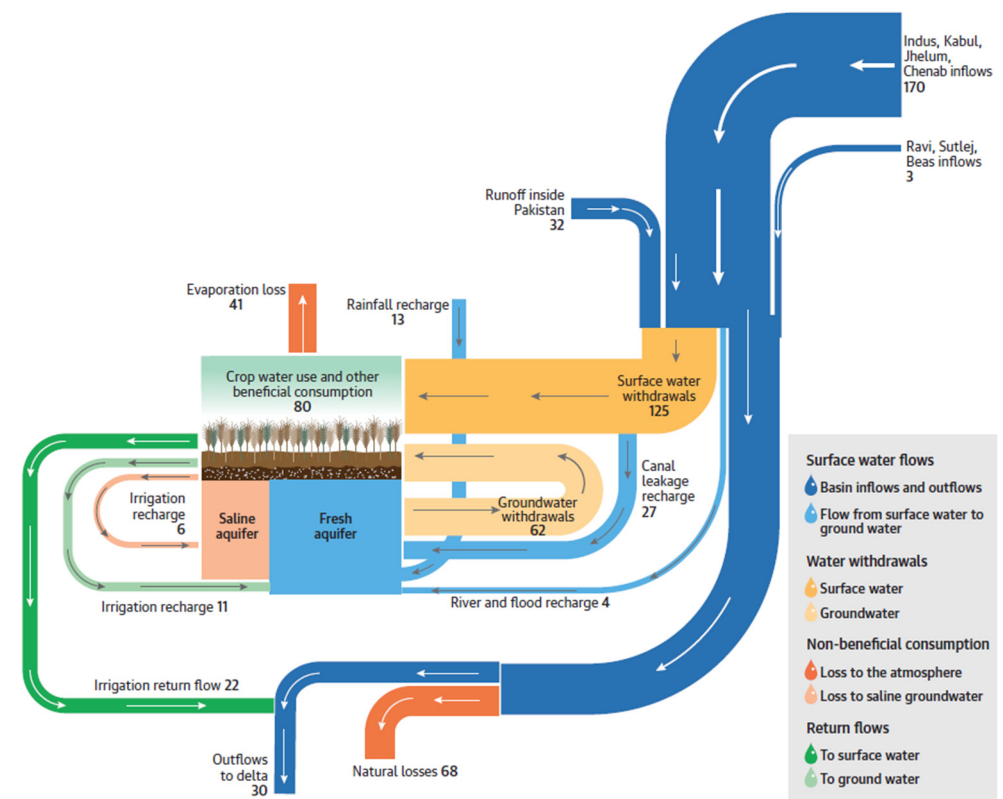 Indus, Kabul,
Jhelum,
Chenab inflows
170
Ravi, Sutlej,
Beas inflows
3
Runoff inside
Pakistan
32
Evaporation loss
41
Rainfall recharge
13
Crop water use and other
beneficial consumption
80
Surface water
withdrawals
125
Canal
leakage
recharge
27
Groundwater
withdrawals
62
Irrigation
recharge
6
Saline
aquifer
Fresh
aquifer
Irrigation recharge 11
River and flood recharge 4
Irrigation return flow 22
Outflows
to delta
30
Natural losses 68
Surface water flows
Basin inflows and outflows
Flow from surface water to
ground water
Water withdrawals
Surface water
Groundwater
Non-beneficial consumption
Loss to the atmosphere
Loss to saline groundwater
Return flows
To surface water
To ground water